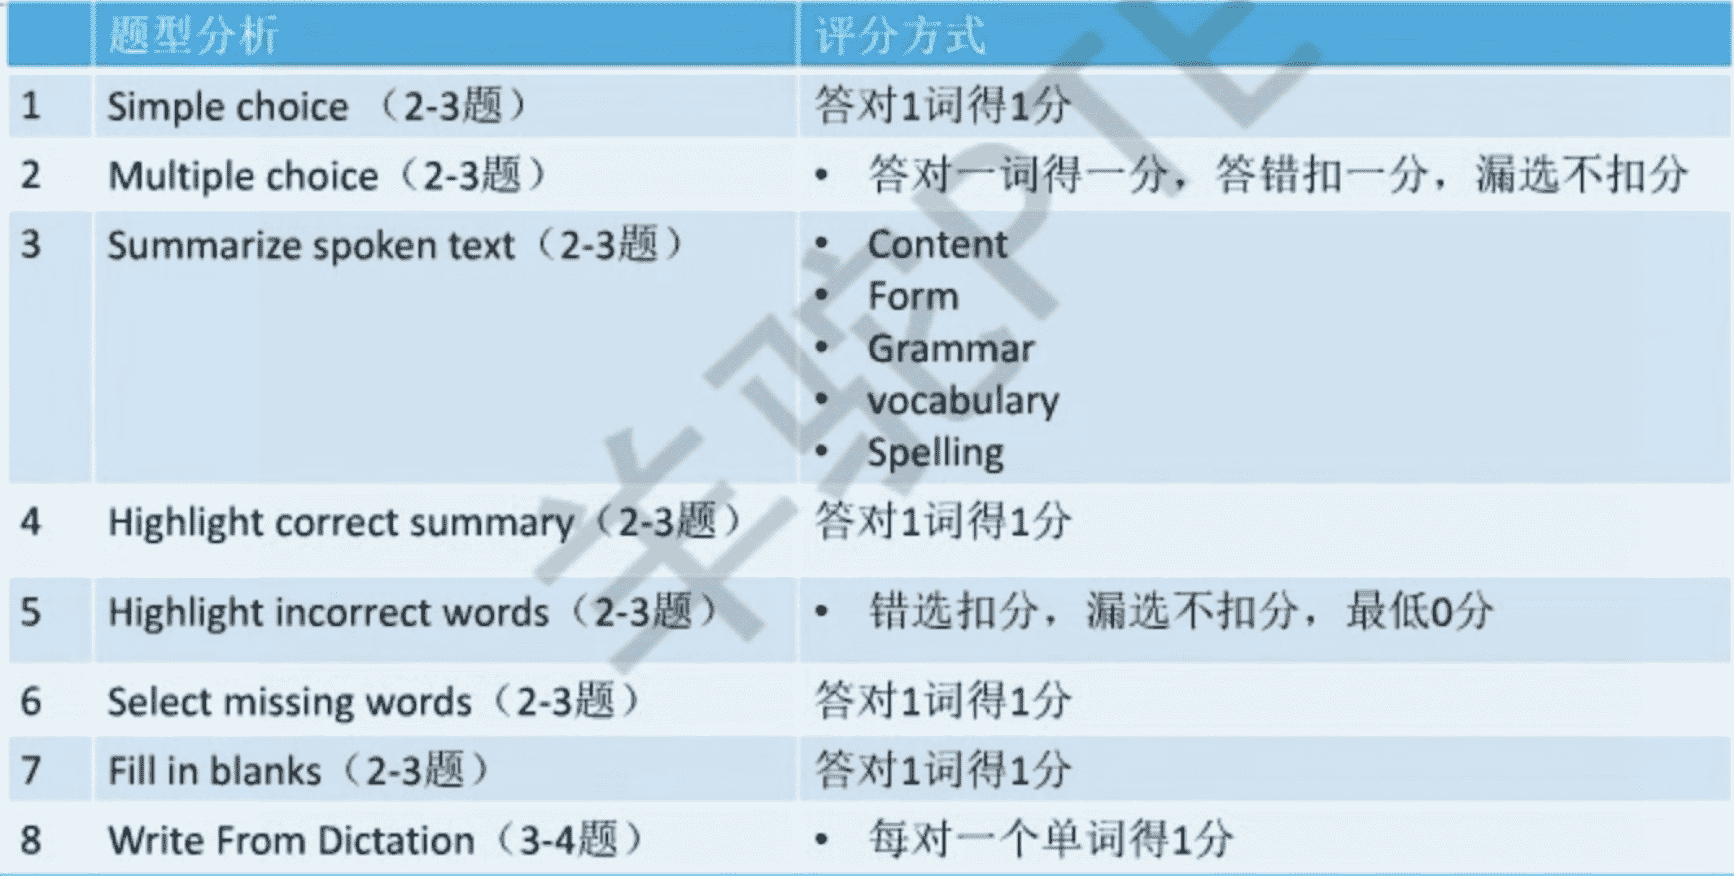 题型分析 评分方式
1 Simple choice （2-3题） 答对1词得1分
2 Multiple choice（2-3题） • 答对一词得一分，答错扣一分，漏选不扣分
3 Summarize spoken text（2-3题） • Content
• Form
• Grammar
• vocabulary
• Spelling
4 Highlight correct summary（2-3题） 答对1词得1分
5 Highlight incorrect words（2-3题） • 错选扣分，漏选不扣分，最低0分
6 Select missing words（2-3题） 答对1词得1分
7 Fill in blanks（2-3题） 答对1词得1分
8 Write From Dictation（3-4题） • 每对一个单词得1分
羊驼PTE